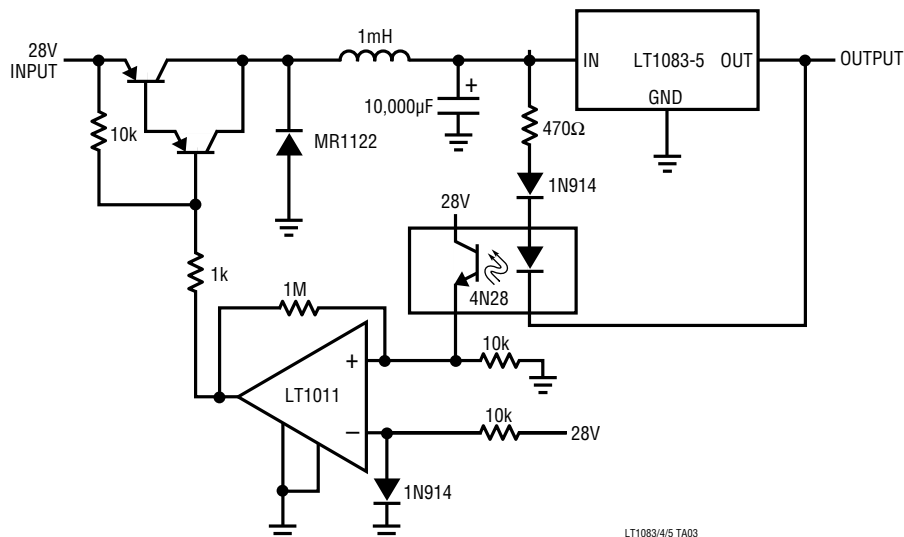 28V
INPUT
1mH
IN
LT1083-5
OUT
OUTPUT
GND
10k
10,000μF
+
MR1122
470Ω
1N914
28V
4N28
1k
1M
+
LT1011
–
10k
10k
28V
1N914
LT1083/4/5 TA03